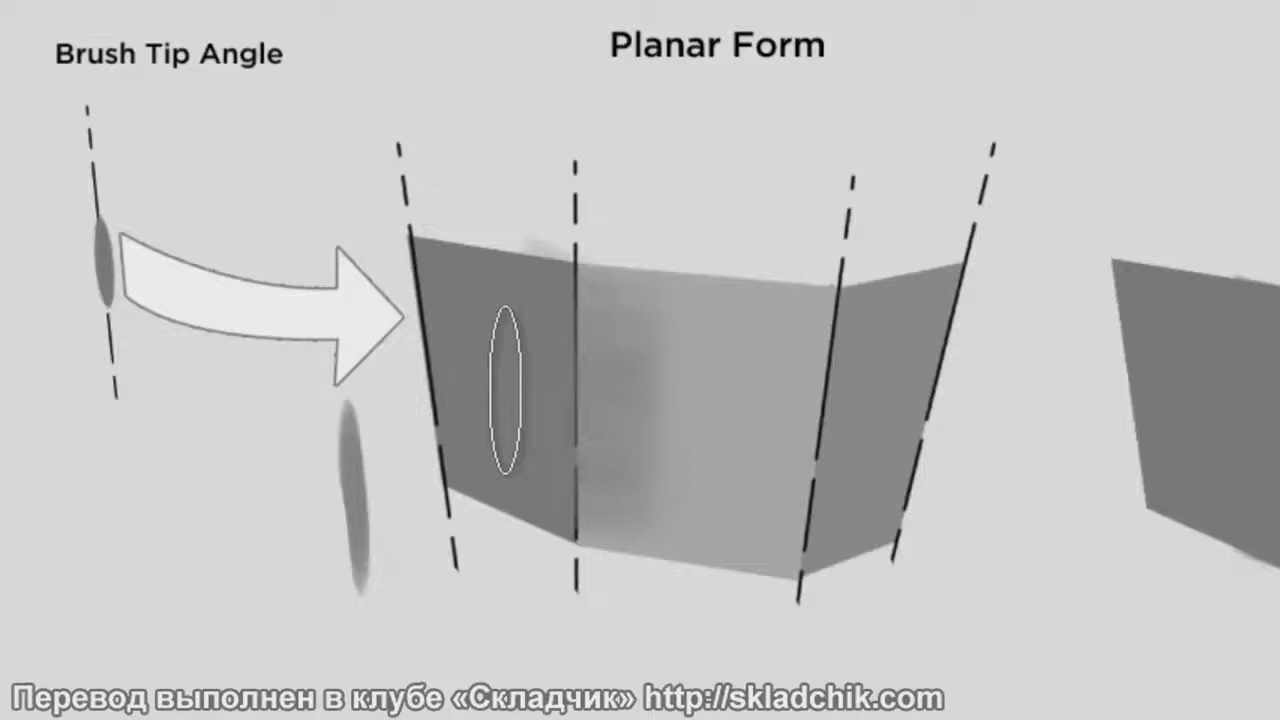 Brush Tip Angle
Planar Form
Перевод выполнен в клубе «Складчик» http://skladchik.com